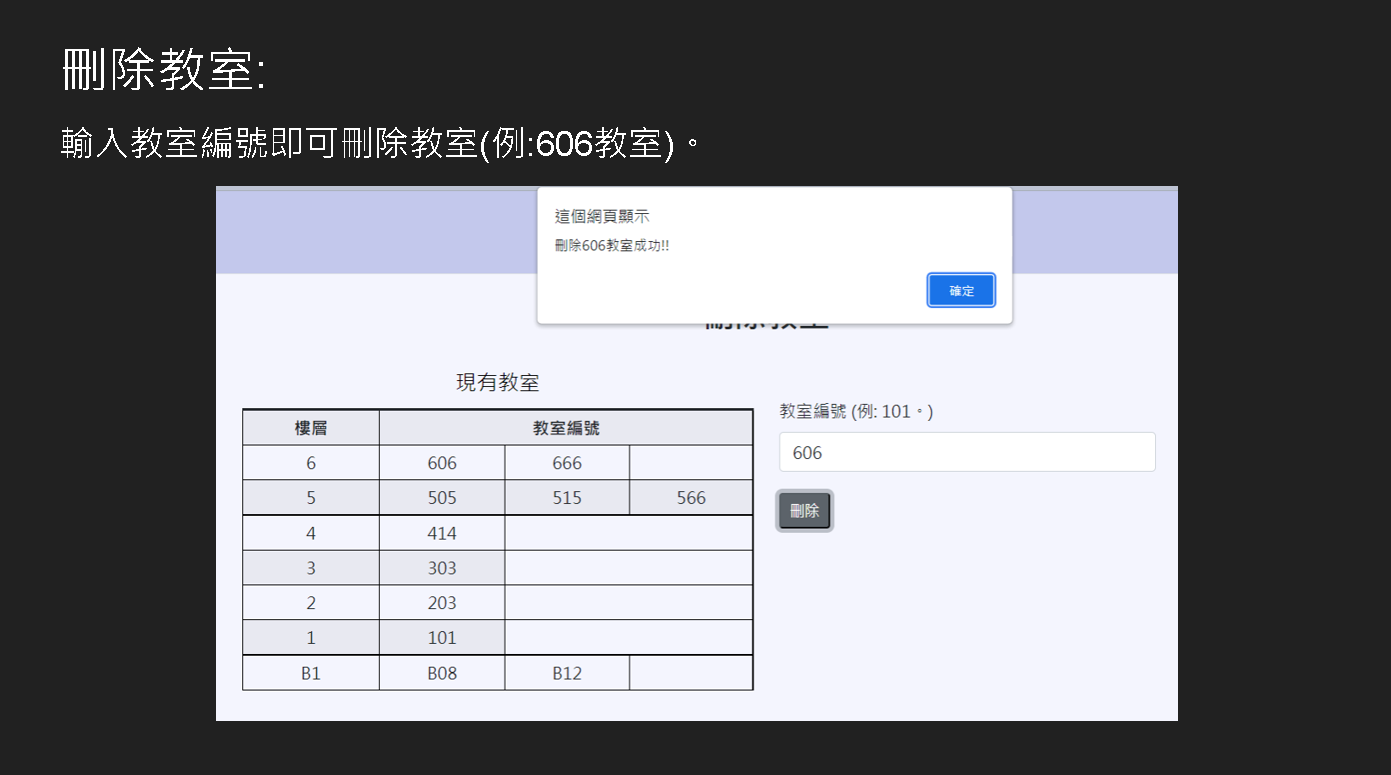 刪除教室:
輸入教室編號即可刪除教室(例:606教室)。
這個網頁顯示
刪除606教室成功!!
確定
刪除教室
現有教室
樓層 教室編號
6 606 666
5 505 515 566
4 414
3 303
2 203
1 101
B1 B08 B12
教室編號 (例: 101。)
606
刪除